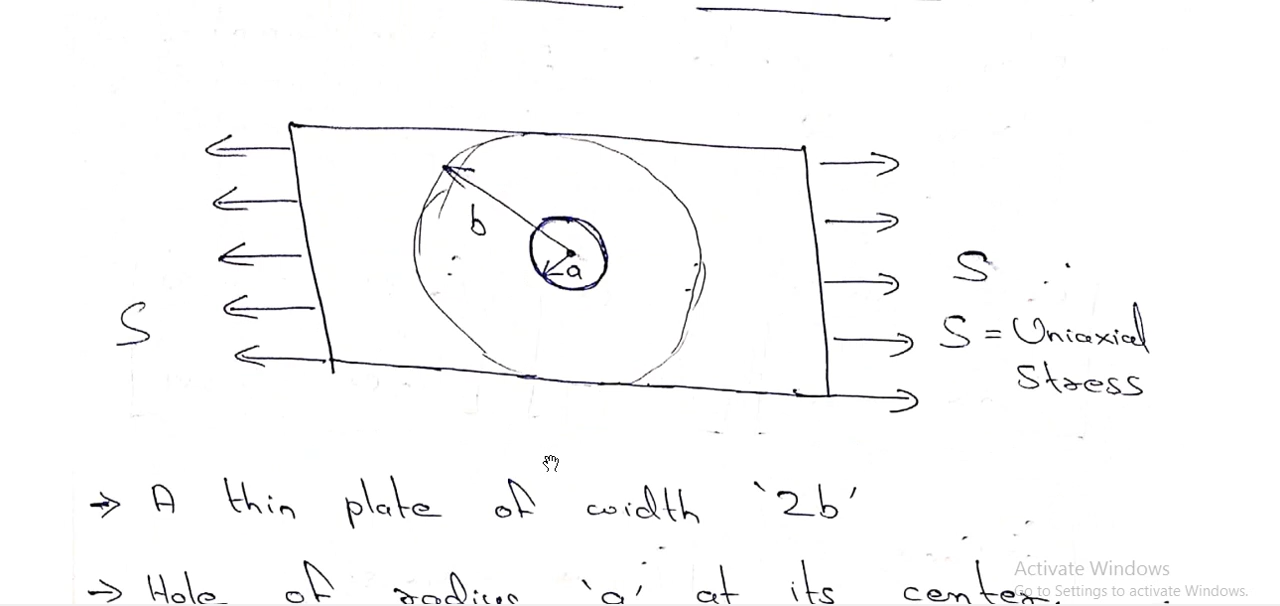 b
a
S
S
S = Uniaxial
Stress
→ A thin plate of width '2b'
→ Hole of radius 'a' at its center.
Activate Windows
Go to Settings to activate Windows.